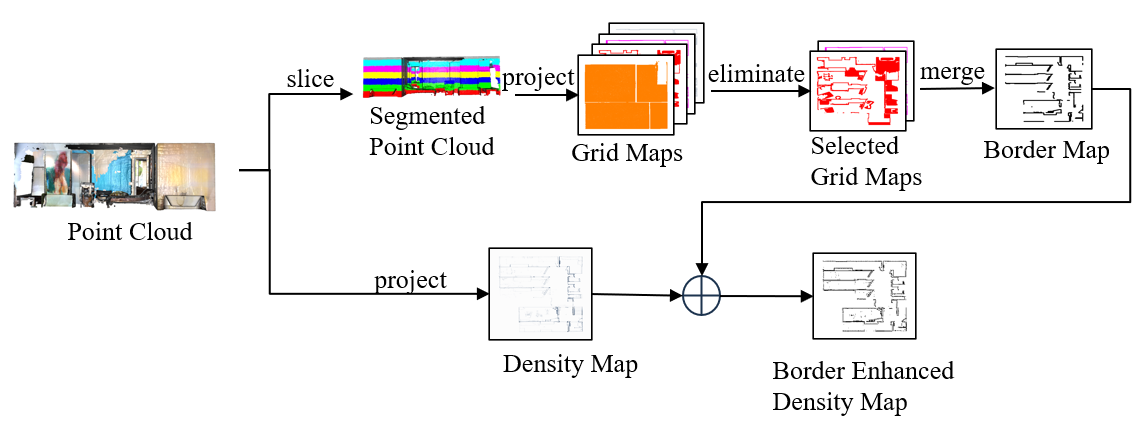 slice
Segmented
Point Cloud
project
Grid Maps
eliminate
Selected
Grid Maps
merge
Border Map
Point Cloud
project
Density Map
Border Enhanced
Density Map